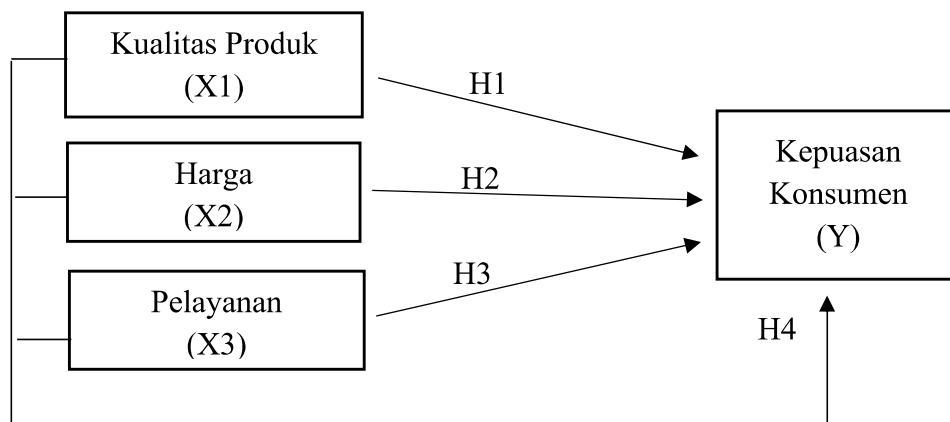 Kualitas Produk
(X1)
H1
Harga
(X2)
H2
Pelayanan
(X3)
H3
Kepuasan
Konsumen
(Y)
H4